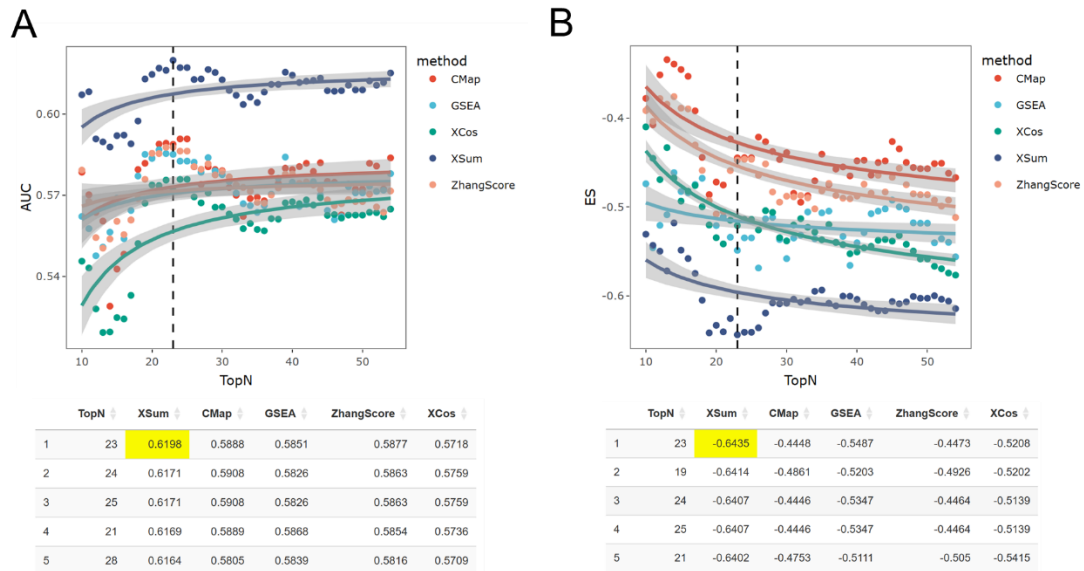 A
AUC
0.60
0.57
0.54
10 20 30 40 50
TopN
method
CMap
GSEA
XCos
XSum
ZhangScore
TopN XSum CMap GSEA ZhangScore XCos
1 23 0.6198 0.5888 0.5851 0.5877 0.5718
2 24 0.6171 0.5908 0.5826 0.5863 0.5759
3 25 0.6171 0.5908 0.5826 0.5863 0.5759
4 21 0.6169 0.5889 0.5868 0.5854 0.5736
5 28 0.6164 0.5805 0.5839 0.5816 0.5709
B
ES
-0.4
-0.5
-0.6
10 20 30 40 50
TopN
method
CMap
GSEA
XCos
XSum
ZhangScore
TopN XSum CMap GSEA ZhangScore XCos
1 23 -0.6435 -0.4448 -0.5487 -0.4473 -0.5208
2 19 -0.6414 -0.4861 -0.5203 -0.4926 -0.5202
3 24 -0.6407 -0.4446 -0.5347 -0.4464 -0.5139
4 25 -0.6407 -0.4446 -0.5347 -0.4464 -0.5139
5 21 -0.6402 -0.4753 -0.5111 -0.505 -0.5415